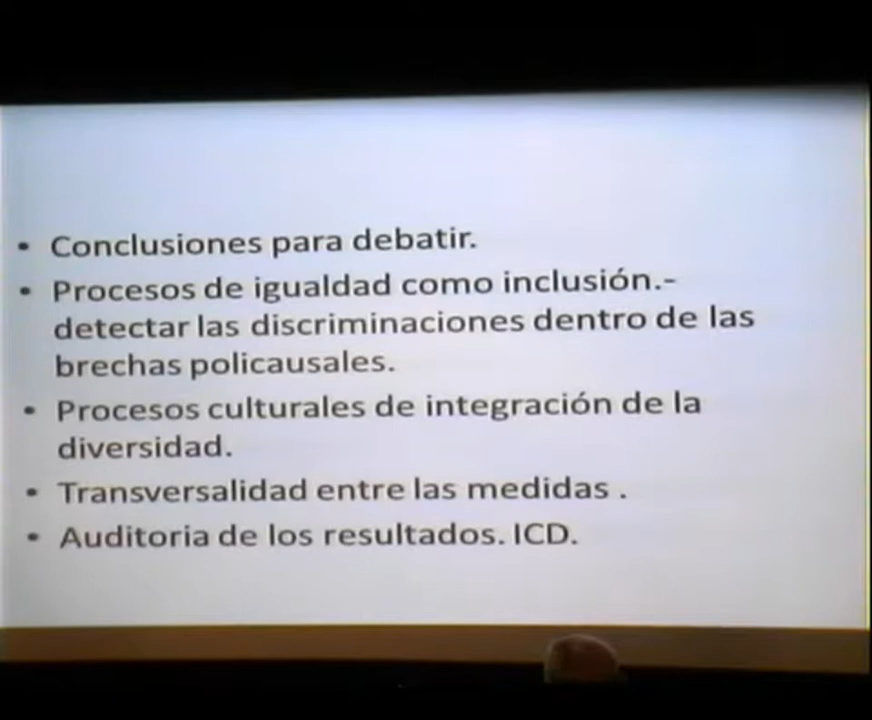 • Conclusiones para debatir.
• Procesos de igualdad como inclusión.-
detectar las discriminaciones dentro de las
brechas policausales.
• Procesos culturales de integración de la
diversidad.
• Transversalidad entre las medidas .
• Auditoria de los resultados. ICD.